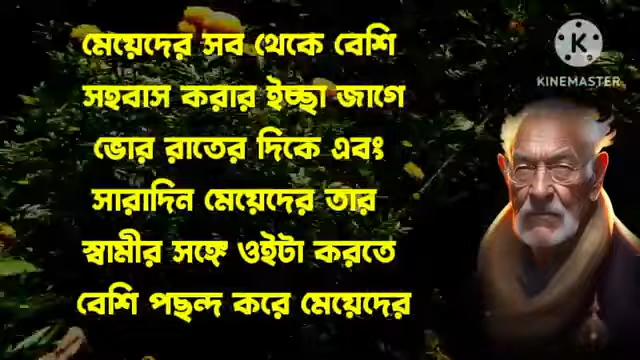 মেয়েদের সব থেকে বেশি
সহবাস করার ইচ্ছা জাগে
ভোর রাতের দিকে এবং
সারাদিন মেয়েদের তার
স্বামীর সঙ্গে ওইটা করতে
বেশি পছন্দ করে মেয়েদের
K
KINEMASTER